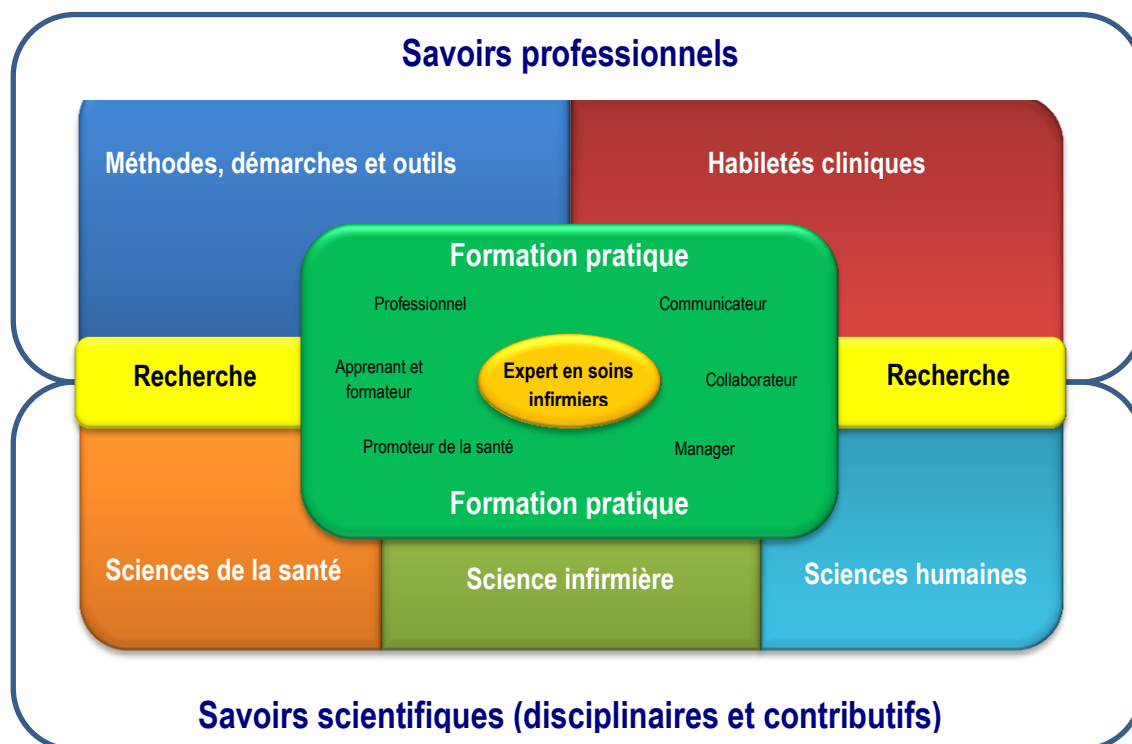 Savoirs professionnels
Méthodes, démarches et outils
Habiletés cliniques
Formation pratique
Professionnel
Communicateur
Recherche
Apprenant et
formateur
Expert en soins
infirmiers
Collaborateur
Recherche
Promoteur de la santé
Manager
Formation pratique
Sciences de la santé
Science infirmière
Sciences humaines
Savoirs scientifiques (disciplinaires et contributifs)